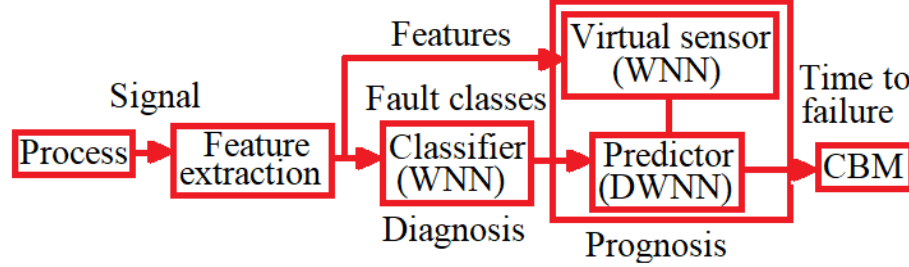 Features
Virtual sensor
(WNN)
Time to
failure
Signal
Fault classes
Process
Feature
extraction
Classifier
(WNN)
Predictor
(DWNN)
CBM
Diagnosis
Prognosis